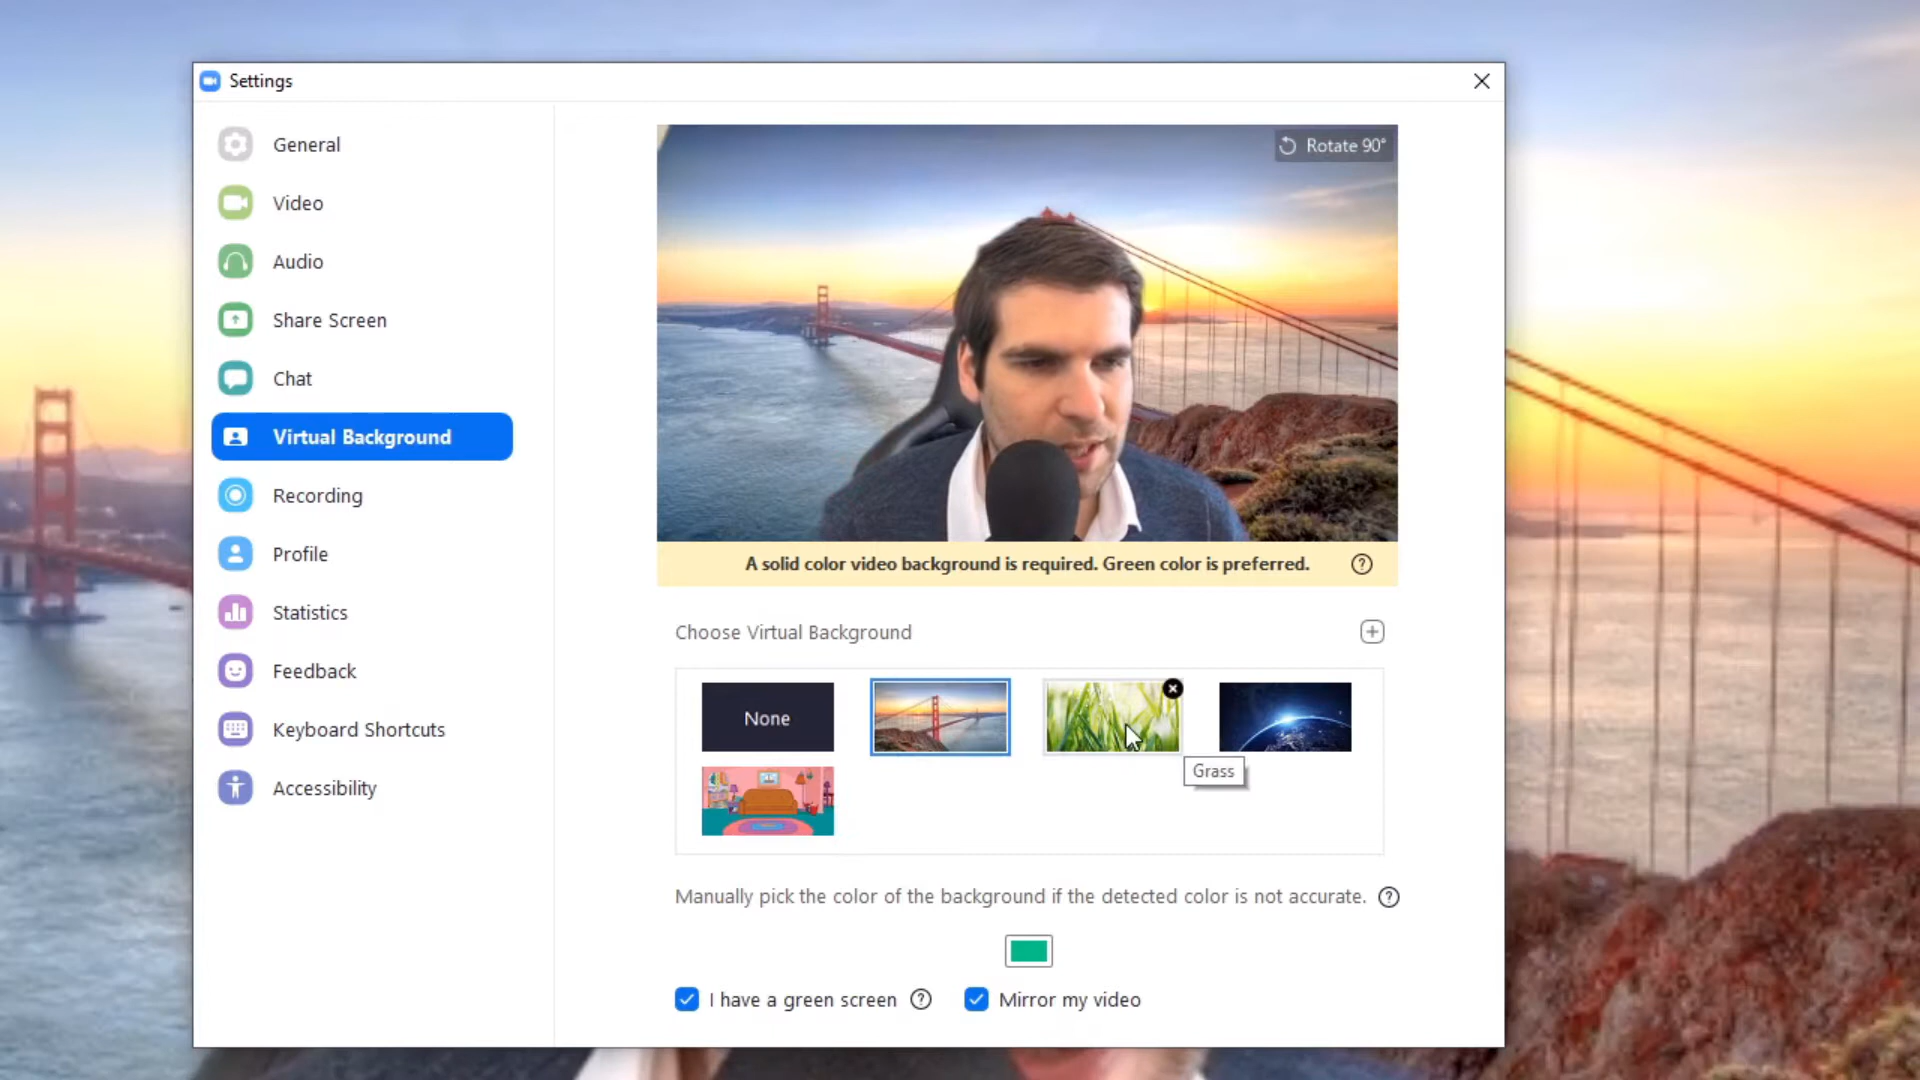 Settings
General
Video
Audio
Share Screen
Chat
Virtual Background
Recording
Profile
Statistics
Feedback
Keyboard Shortcuts
Accessibility
Rotate 90°
A solid color video background is required. Green color is preferred.
Choose Virtual Background
None
Grass
Manually pick the color of the background if the detected color is not accurate.
I have a green screen
Mirror my video